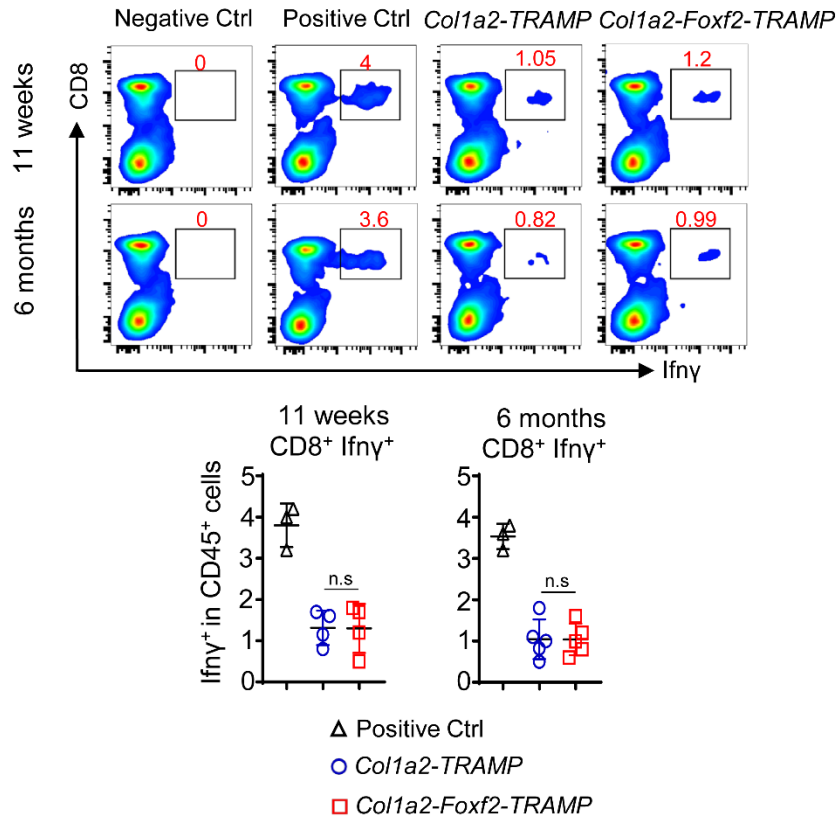 Negative Ctrl Positive Ctrl Col1a2-TRAMP Col1a2-Foxf2-TRAMP
CD8
11 weeks
0 4 1.05 1.2
6 months
0 3.6 0.82 0.99
Ifnγ
11 weeks
CD8⁺ Ifnγ⁺
6 months
CD8⁺ Ifnγ⁺
Ifnγ⁺ in CD45⁺ cells
5
4
3
2
1
0
n.s
5
4
3
2
1
0
n.s
Positive Ctrl
Col1a2-TRAMP
Col1a2-Foxf2-TRAMP